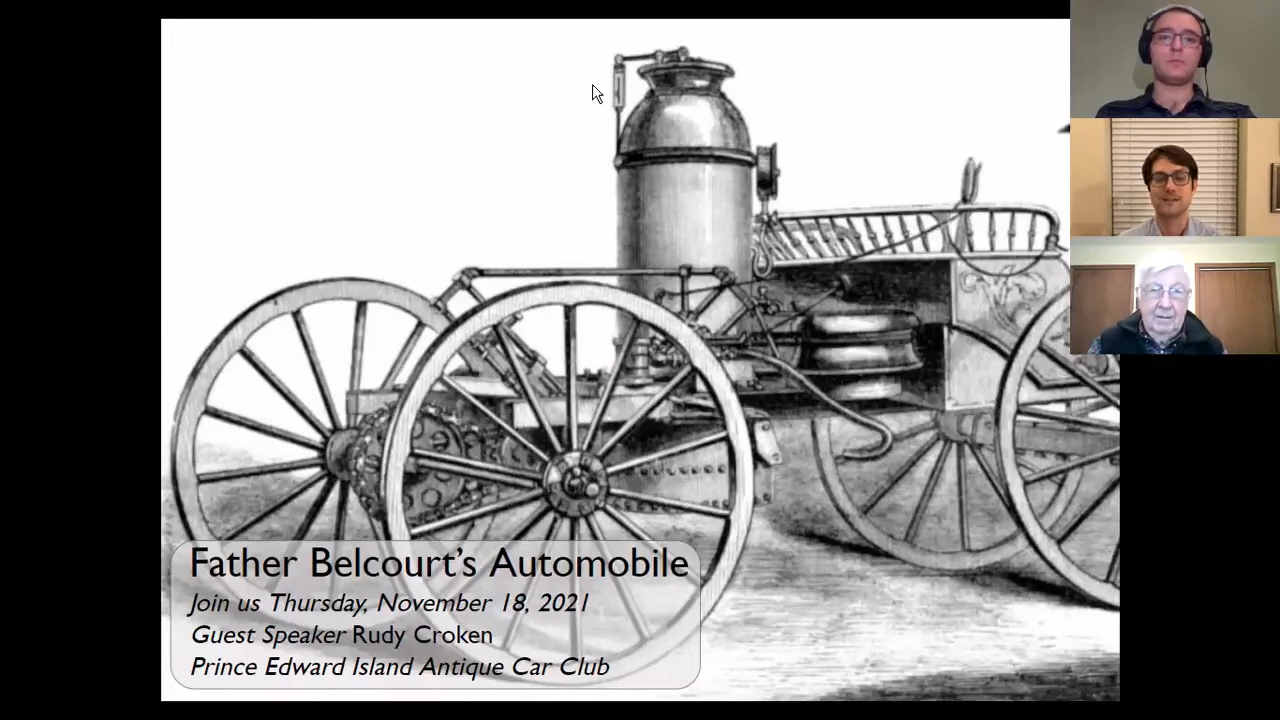 Father Belcourt's Automobile
Join us Thursday, November 18, 2021
Guest Speaker Rudy Croken
Prince Edward Island Antique Car Club